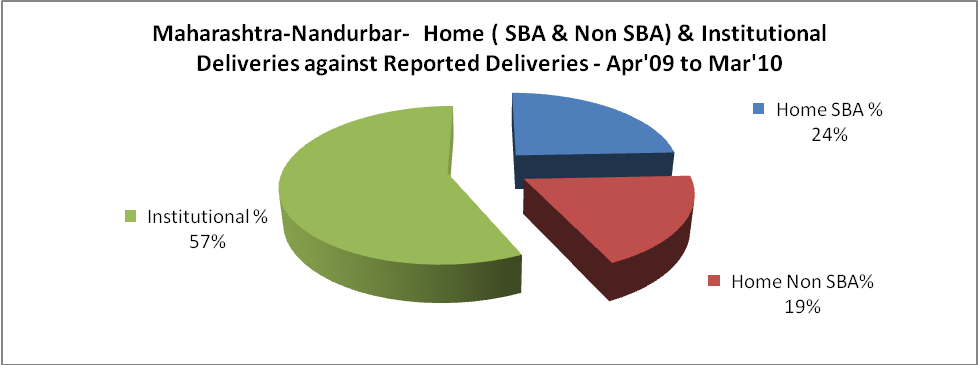 Maharashtra-Nandurbar- Home ( SBA & Non SBA) & Institutional
Deliveries against Reported Deliveries - Apr'09 to Mar'10
Home SBA %
24%
Institutional %
57%
Home Non SBA%
19%